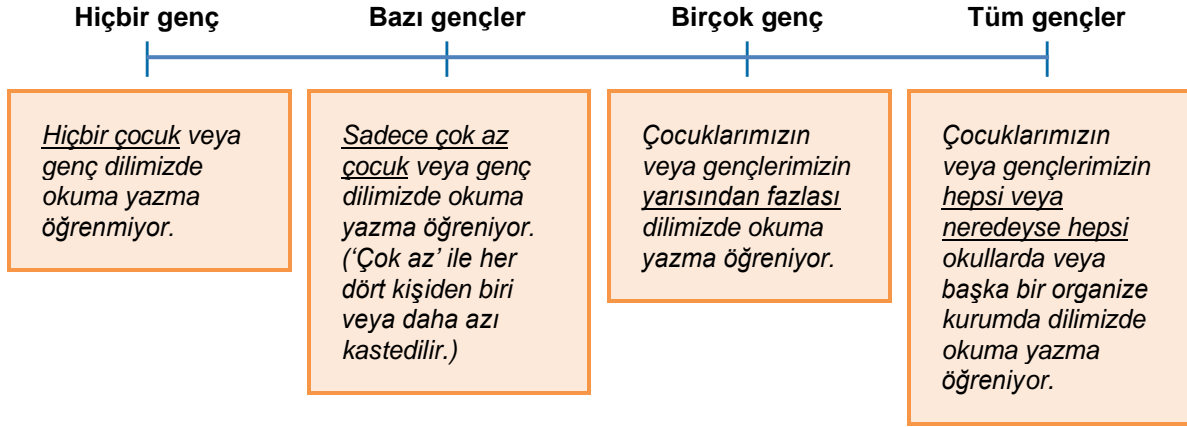 Hiçbir genç
Bazı gençler
Birçok genç
Tüm gençler
Hiçbir çocuk veya
genç dilimizde
okuma yazma
öğrenmiyor.
Sadece çok az
çocuk veya genç
dilimizde okuma
yazma öğreniyor.
(‘Çok az’ ile her
dört kişiden biri
veya daha azı
kastedilir.)
Çocuklarımızın
veya gençlerimizin
yarısından fazlası
dilimizde okuma
yazma öğreniyor.
Çocuklarımızın
veya gençlerimizin
hepsi veya
neredeyse hepsi
okullarda veya
başka bir organize
kurumda dilimizde
okuma yazma
öğreniyor.